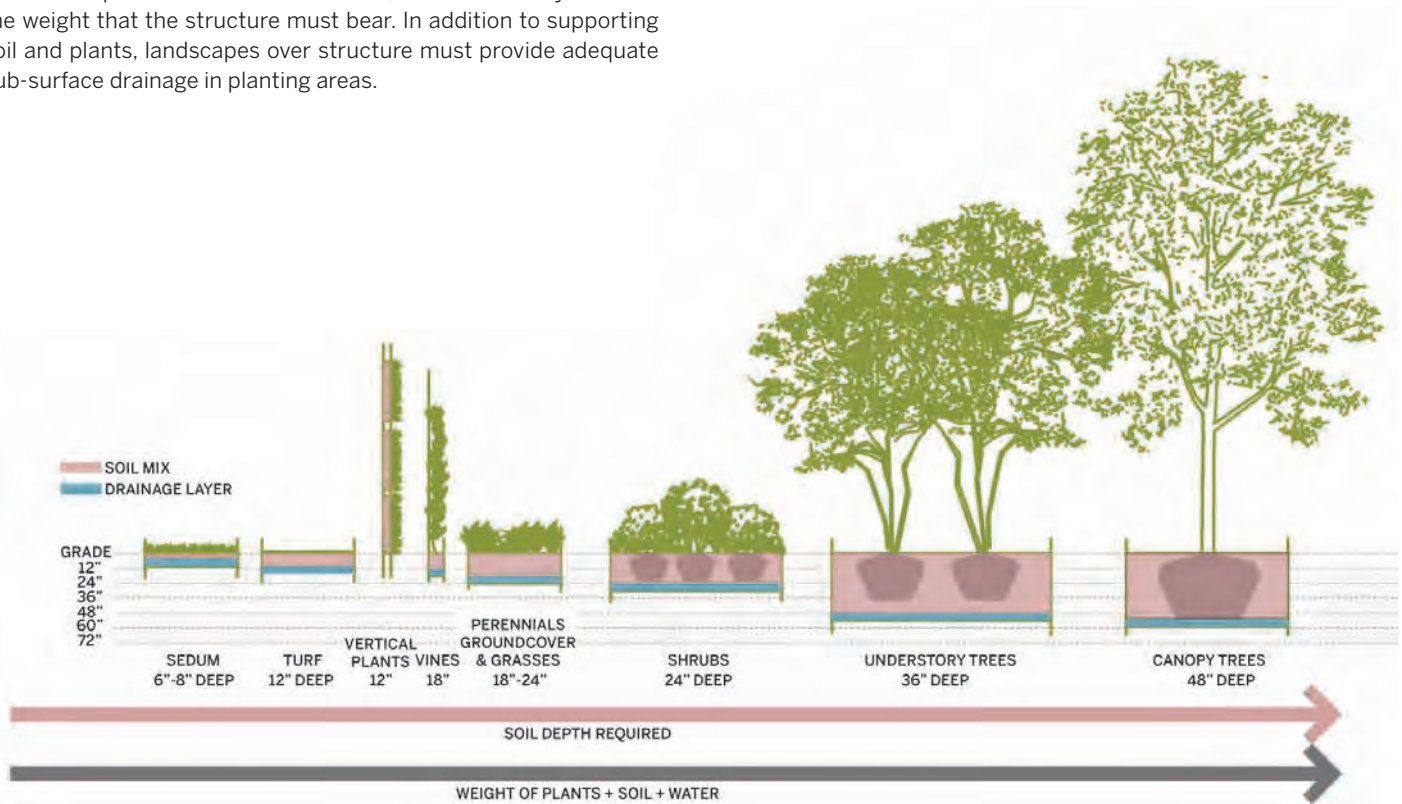 the weight that the structure must bear. In addition to supporting
soil and plants, landscapes over structure must provide adequate
sub-surface drainage in planting areas.
SOIL MIX
DRAINAGE LAYER
GRADE
12"
24"
36"
48"
60"
72"
SEDUM
6"-8" DEEP
TURF
12" DEEP
VERTICAL
PLANTS
12"
VINES
18"
PERENNIALS
GROUNDCOVER
& GRASSES
18"-24"
SHRUBS
24" DEEP
UNDERSTORY TREES
36" DEEP
CANOPY TREES
48" DEEP
SOIL DEPTH REQUIRED
WEIGHT OF PLANTS + SOIL + WATER